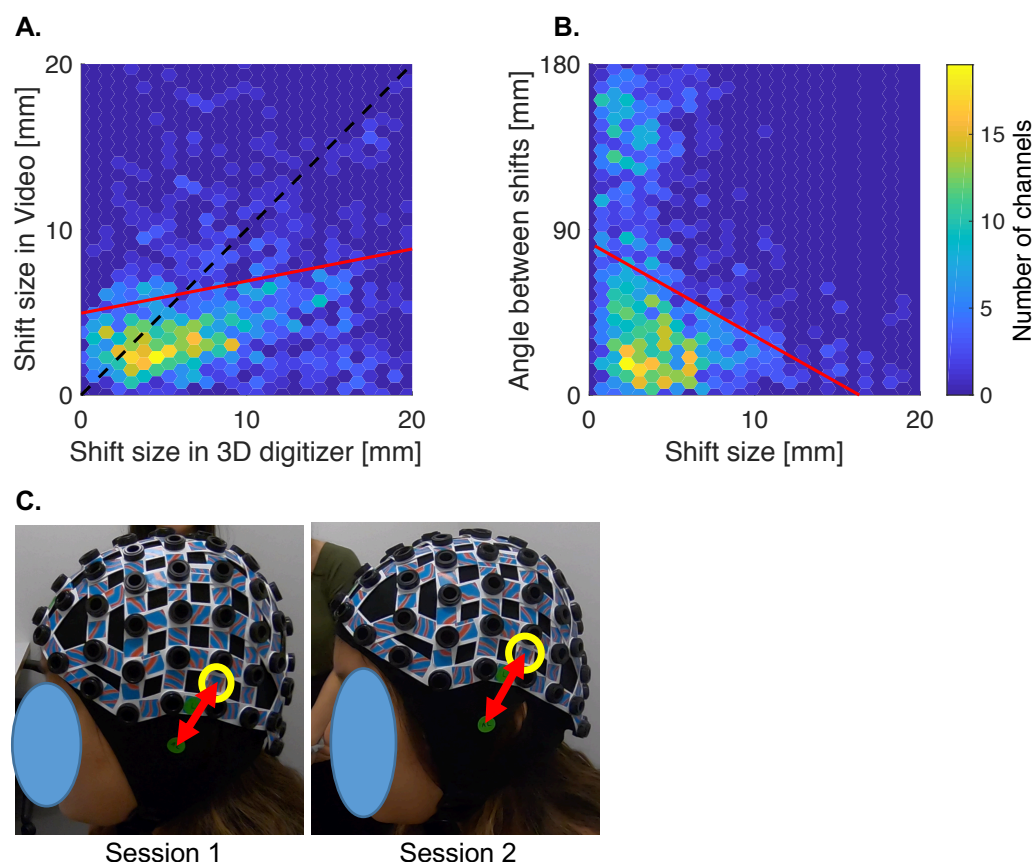 A.
20
10
0
0
10
20
Shift size in Video [mm]
Shift size in 3D digitizer [mm]
B.
180
90
0
0
10
20
Angle between shifts [mm]
Shift size [mm]
15
10
5
0
Number of channels
C.
Session 1
Session 2